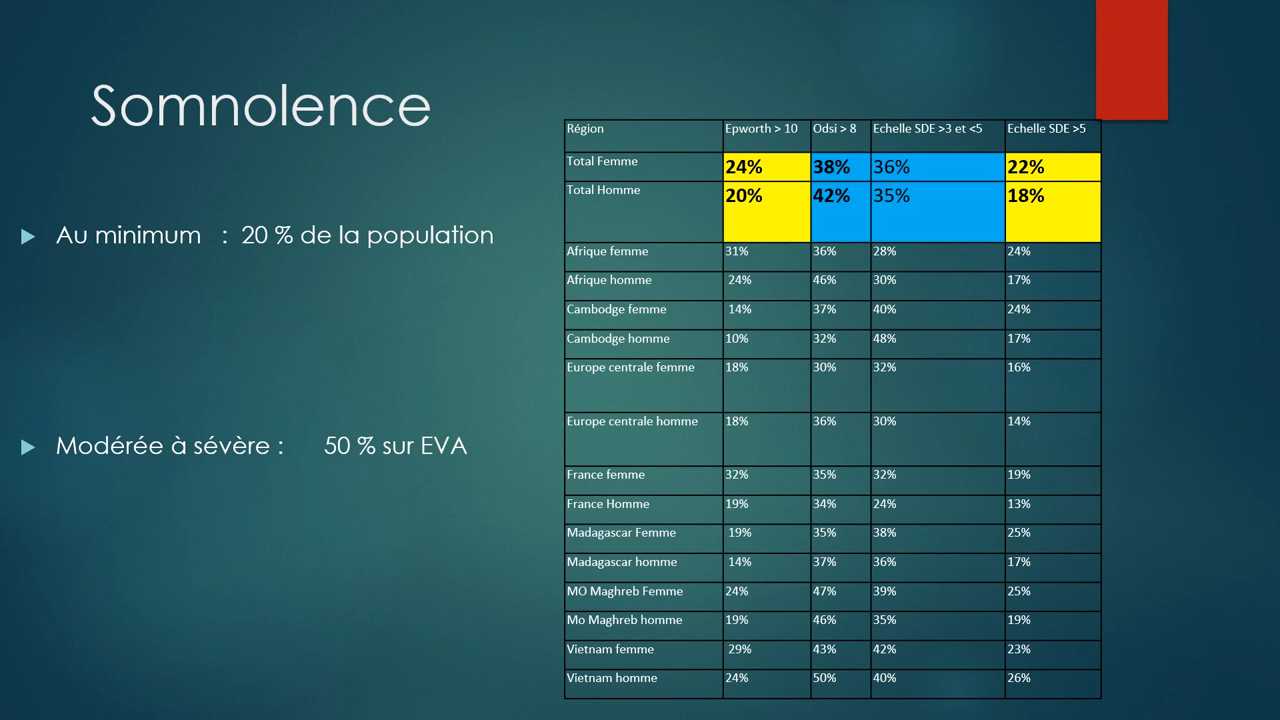 Somnolence
Au minimum : 20 % de la population
Modérée à sévère : 50 % sur EVA
Région Epworth > 10 Odsi > 8 Echelle SDE >3 et <5 Echelle SDE >5
Total Femme 24% 38% 36% 22%
Total Homme 20% 42% 35% 18%
Afrique femme 31% 36% 28% 24%
Afrique homme 24% 46% 30% 17%
Cambodge femme 14% 37% 40% 24%
Cambodge homme 10% 32% 48% 17%
Europe centrale femme 18% 30% 32% 16%
Europe centrale homme 18% 36% 30% 14%
France femme 32% 35% 32% 19%
France Homme 19% 34% 24% 13%
Madagascar Femme 19% 35% 38% 25%
Madagascar homme 14% 37% 36% 17%
MO Maghreb Femme 24% 47% 39% 25%
Mo Maghreb homme 19% 46% 35% 19%
Vietnam femme 29% 43% 42% 23%
Vietnam homme 24% 50% 40% 26%